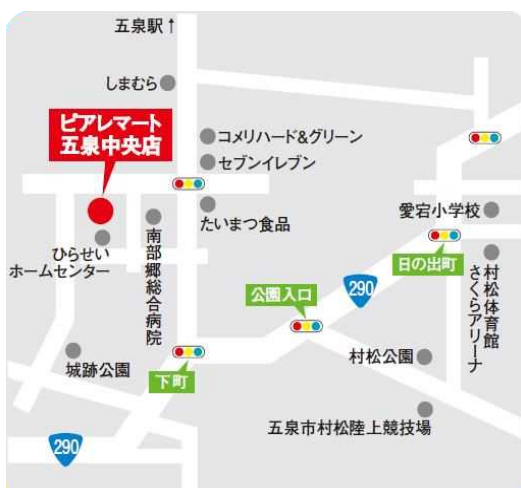 五泉駅↑
しまむら
ピアレマート
五泉中央店
コメリハード&グリーン
セブンイレブン
たいまつ食品
愛宕小学校
ひらせい
ホームセンター
南部郷総合病院
日の出町
290
公園入口
村松体育館
さくらアリーナ
城跡公園
下町
村松公園
五泉市村松陸上競技場
290